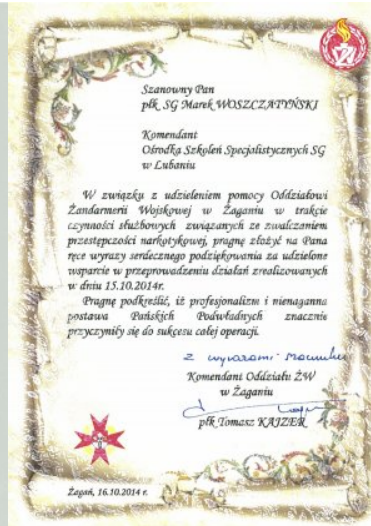 Szanowny Pan
płk SG Marek WOSZCZATYŃSKI
Komendant
Ośrodka Szkoleń Specjalistycznych SG
w Lubaniu
W związku z udzieleniem pomocy Oddziałowi
Żandarmerii Wojskowej w Żaganiu w trakcie
czynności służbowych związanych ze zwalczaniem
przestępczości narkotykowej, pragnę złożyć na Pana
ręce wyrazy serdecznego podziękowania za udzielone
wsparcie w przeprowadzeniu działań zrealizowanych
w dniu 15.10.2014r.
Pragnę podkreślić, iż profesjonalizm i nienaganna
postawa Pańskich Podwładnych znacznie
przyczyniły się do sukcesu całej operacji.
z wyrazami szacunku
Komendant Oddziału ŻW
w Żaganiu
płk Tomasz KAJZER
Żagań, 16.10.2014 r.